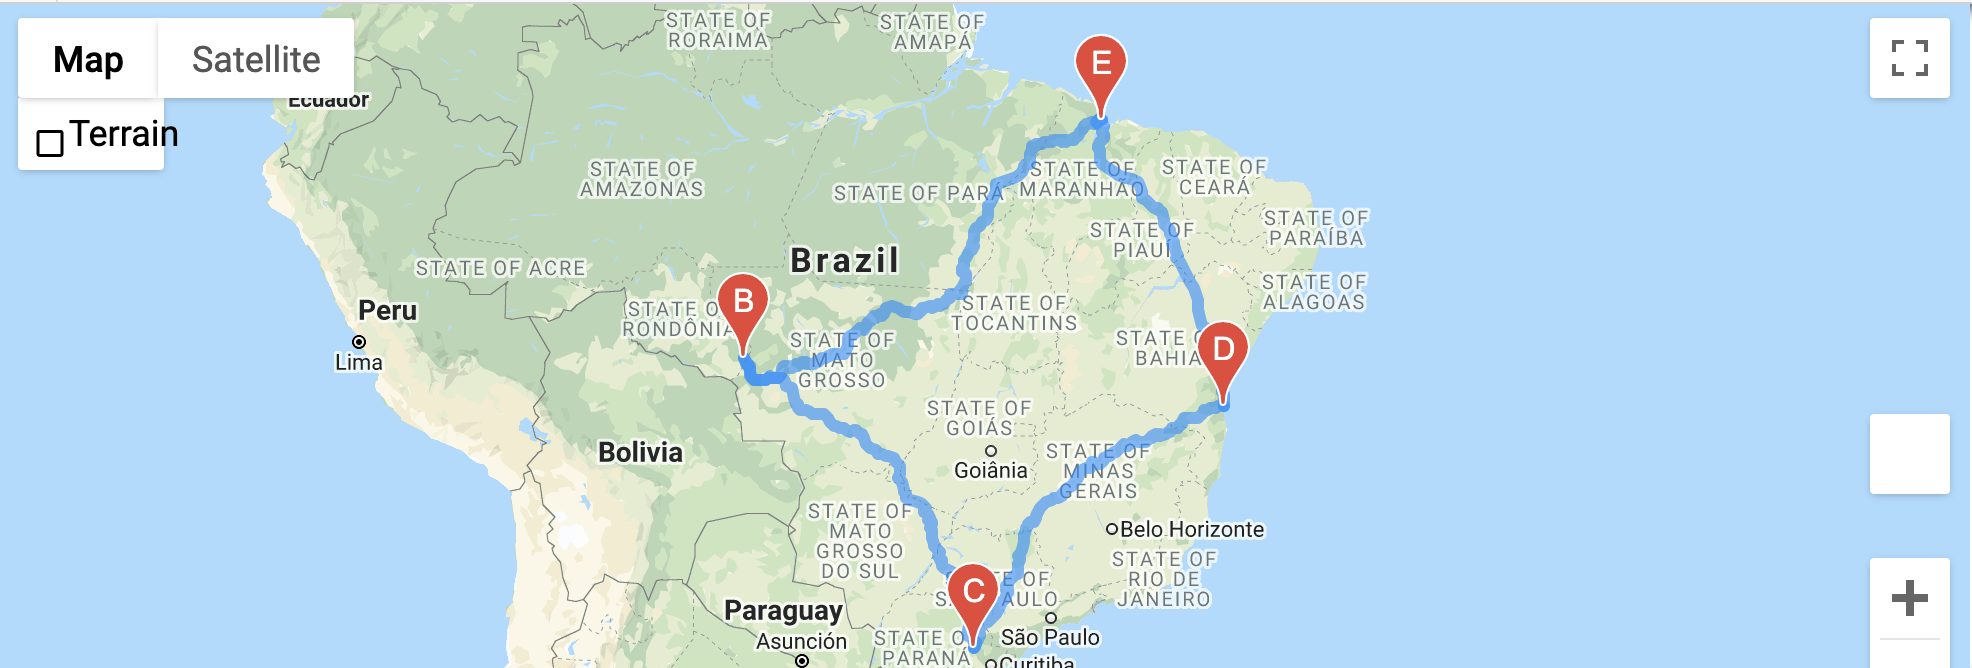 Map
Satellite
Terrain
STATE OF
RORAIMA
STATE OF
AMAPÁ
E
Ecuador
STATE OF
AMAZONAS
STATE OF PARÁ
STATE OF
MARANHÃO
STATE OF
CEARÁ
STATE OF
PIAUÍ
STATE OF
PARAÍBA
Brazil
STATE OF ACRE
STATE OF
ALAGOAS
B
Peru
STATE O
RONDÔNIA
STATE OF
TOCANTINS
Lima
STATE OF
MATO
GROSSO
STATE O
BAHIA
D
STATE OF
GOIÁS
Goiânia
Bolivia
STATE OF
MINAS
GERAIS
STATE OF
MATO
GROSSO
DO SUL
Belo Horizonte
STATE OF
RIO DE
JANEIRO
C
TE OF
S AULO
Paraguay
Asunción
São Paulo
STATE O
PARANÁ
Curitiba
+